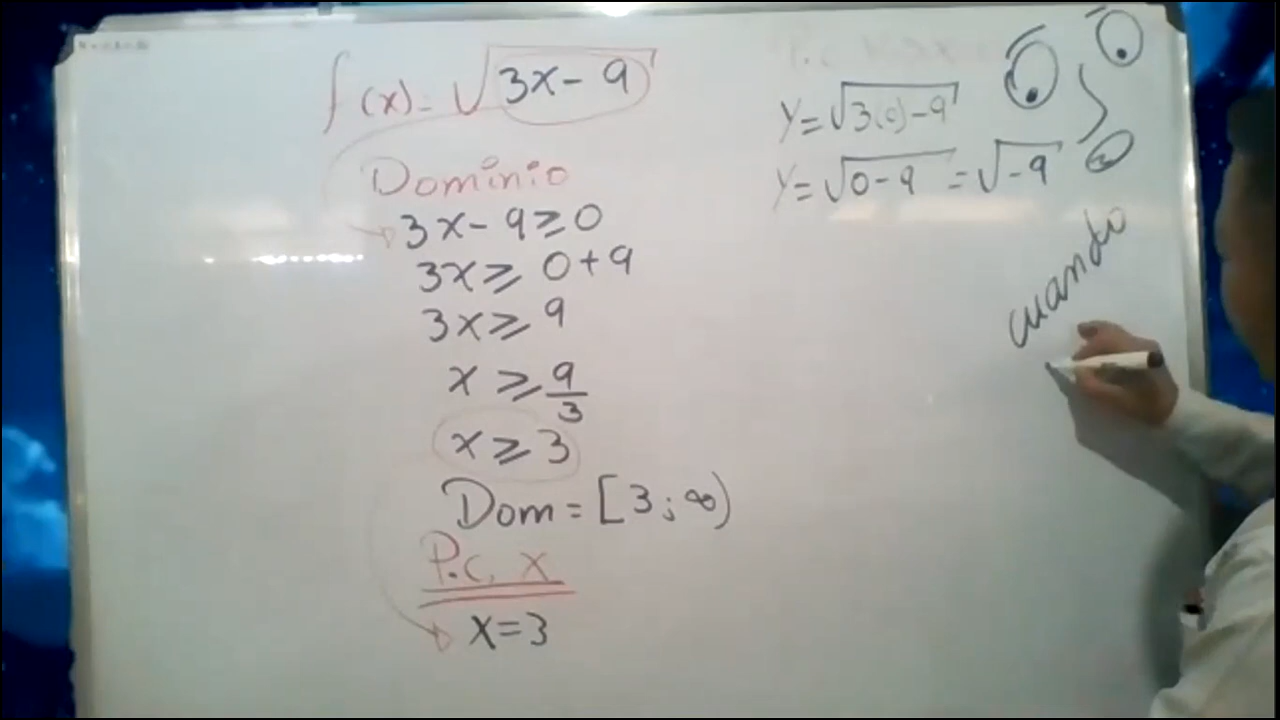 f(x)=√3x-9
Dominio
3x-9≥0
3x≥0+9
3x≥9
x≥9/3
x≥3
Dom=[3;∞)
P.C. X
x=3
y=√3(0)-9
y=√0-9=√-9
cuando